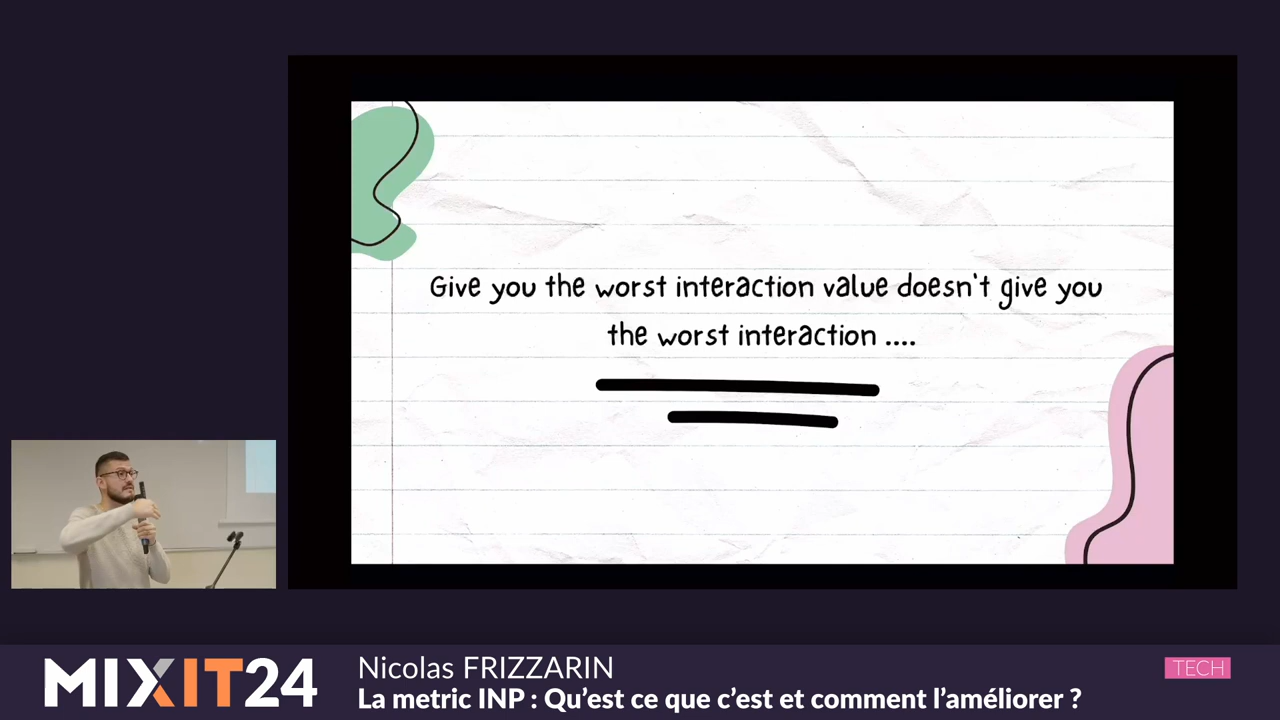 Give you the worst interaction value doesn't give you
the worst interaction ....
MIXIT24
Nicolas FRIZZARIN
La metric INP : Qu'est ce que c'est et comment l'améliorer ?
TECH